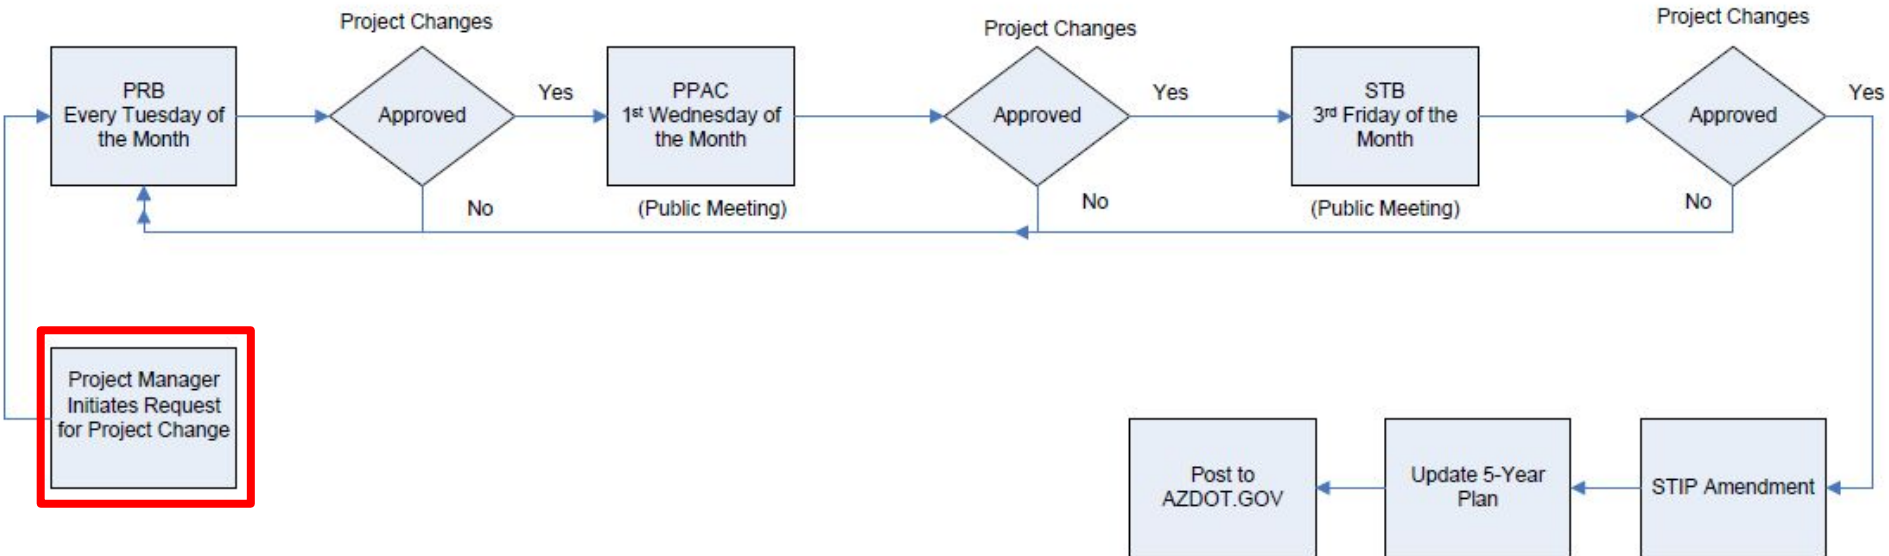 Project Changes
Project Changes
Project Changes
PRB
Every Tuesday of
the Month
Approved
Yes
PPAC
1st Wednesday of
the Month
Approved
Yes
STB
3rd Friday of the
Month
Approved
Yes
No
(Public Meeting)
No
(Public Meeting)
No
Project Manager
Initiates Request
for Project Change
Post to
AZDOT.GOV
Update 5-Year
Plan
STIP Amendment